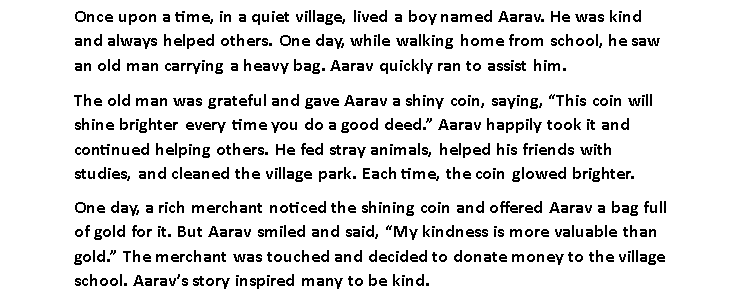 Once upon a time, in a quiet village, lived a boy named Aarav. He was kind
and always helped others. One day, while walking home from school, he saw
an old man carrying a heavy bag. Aarav quickly ran to assist him.
The old man was grateful and gave Aarav a shiny coin, saying, “This coin will
shine brighter every time you do a good deed.” Aarav happily took it and
continued helping others. He fed stray animals, helped his friends with
studies, and cleaned the village park. Each time, the coin glowed brighter.
One day, a rich merchant noticed the shining coin and offered Aarav a bag full
of gold for it. But Aarav smiled and said, “My kindness is more valuable than
gold.” The merchant was touched and decided to donate money to the village
school. Aarav’s story inspired many to be kind.